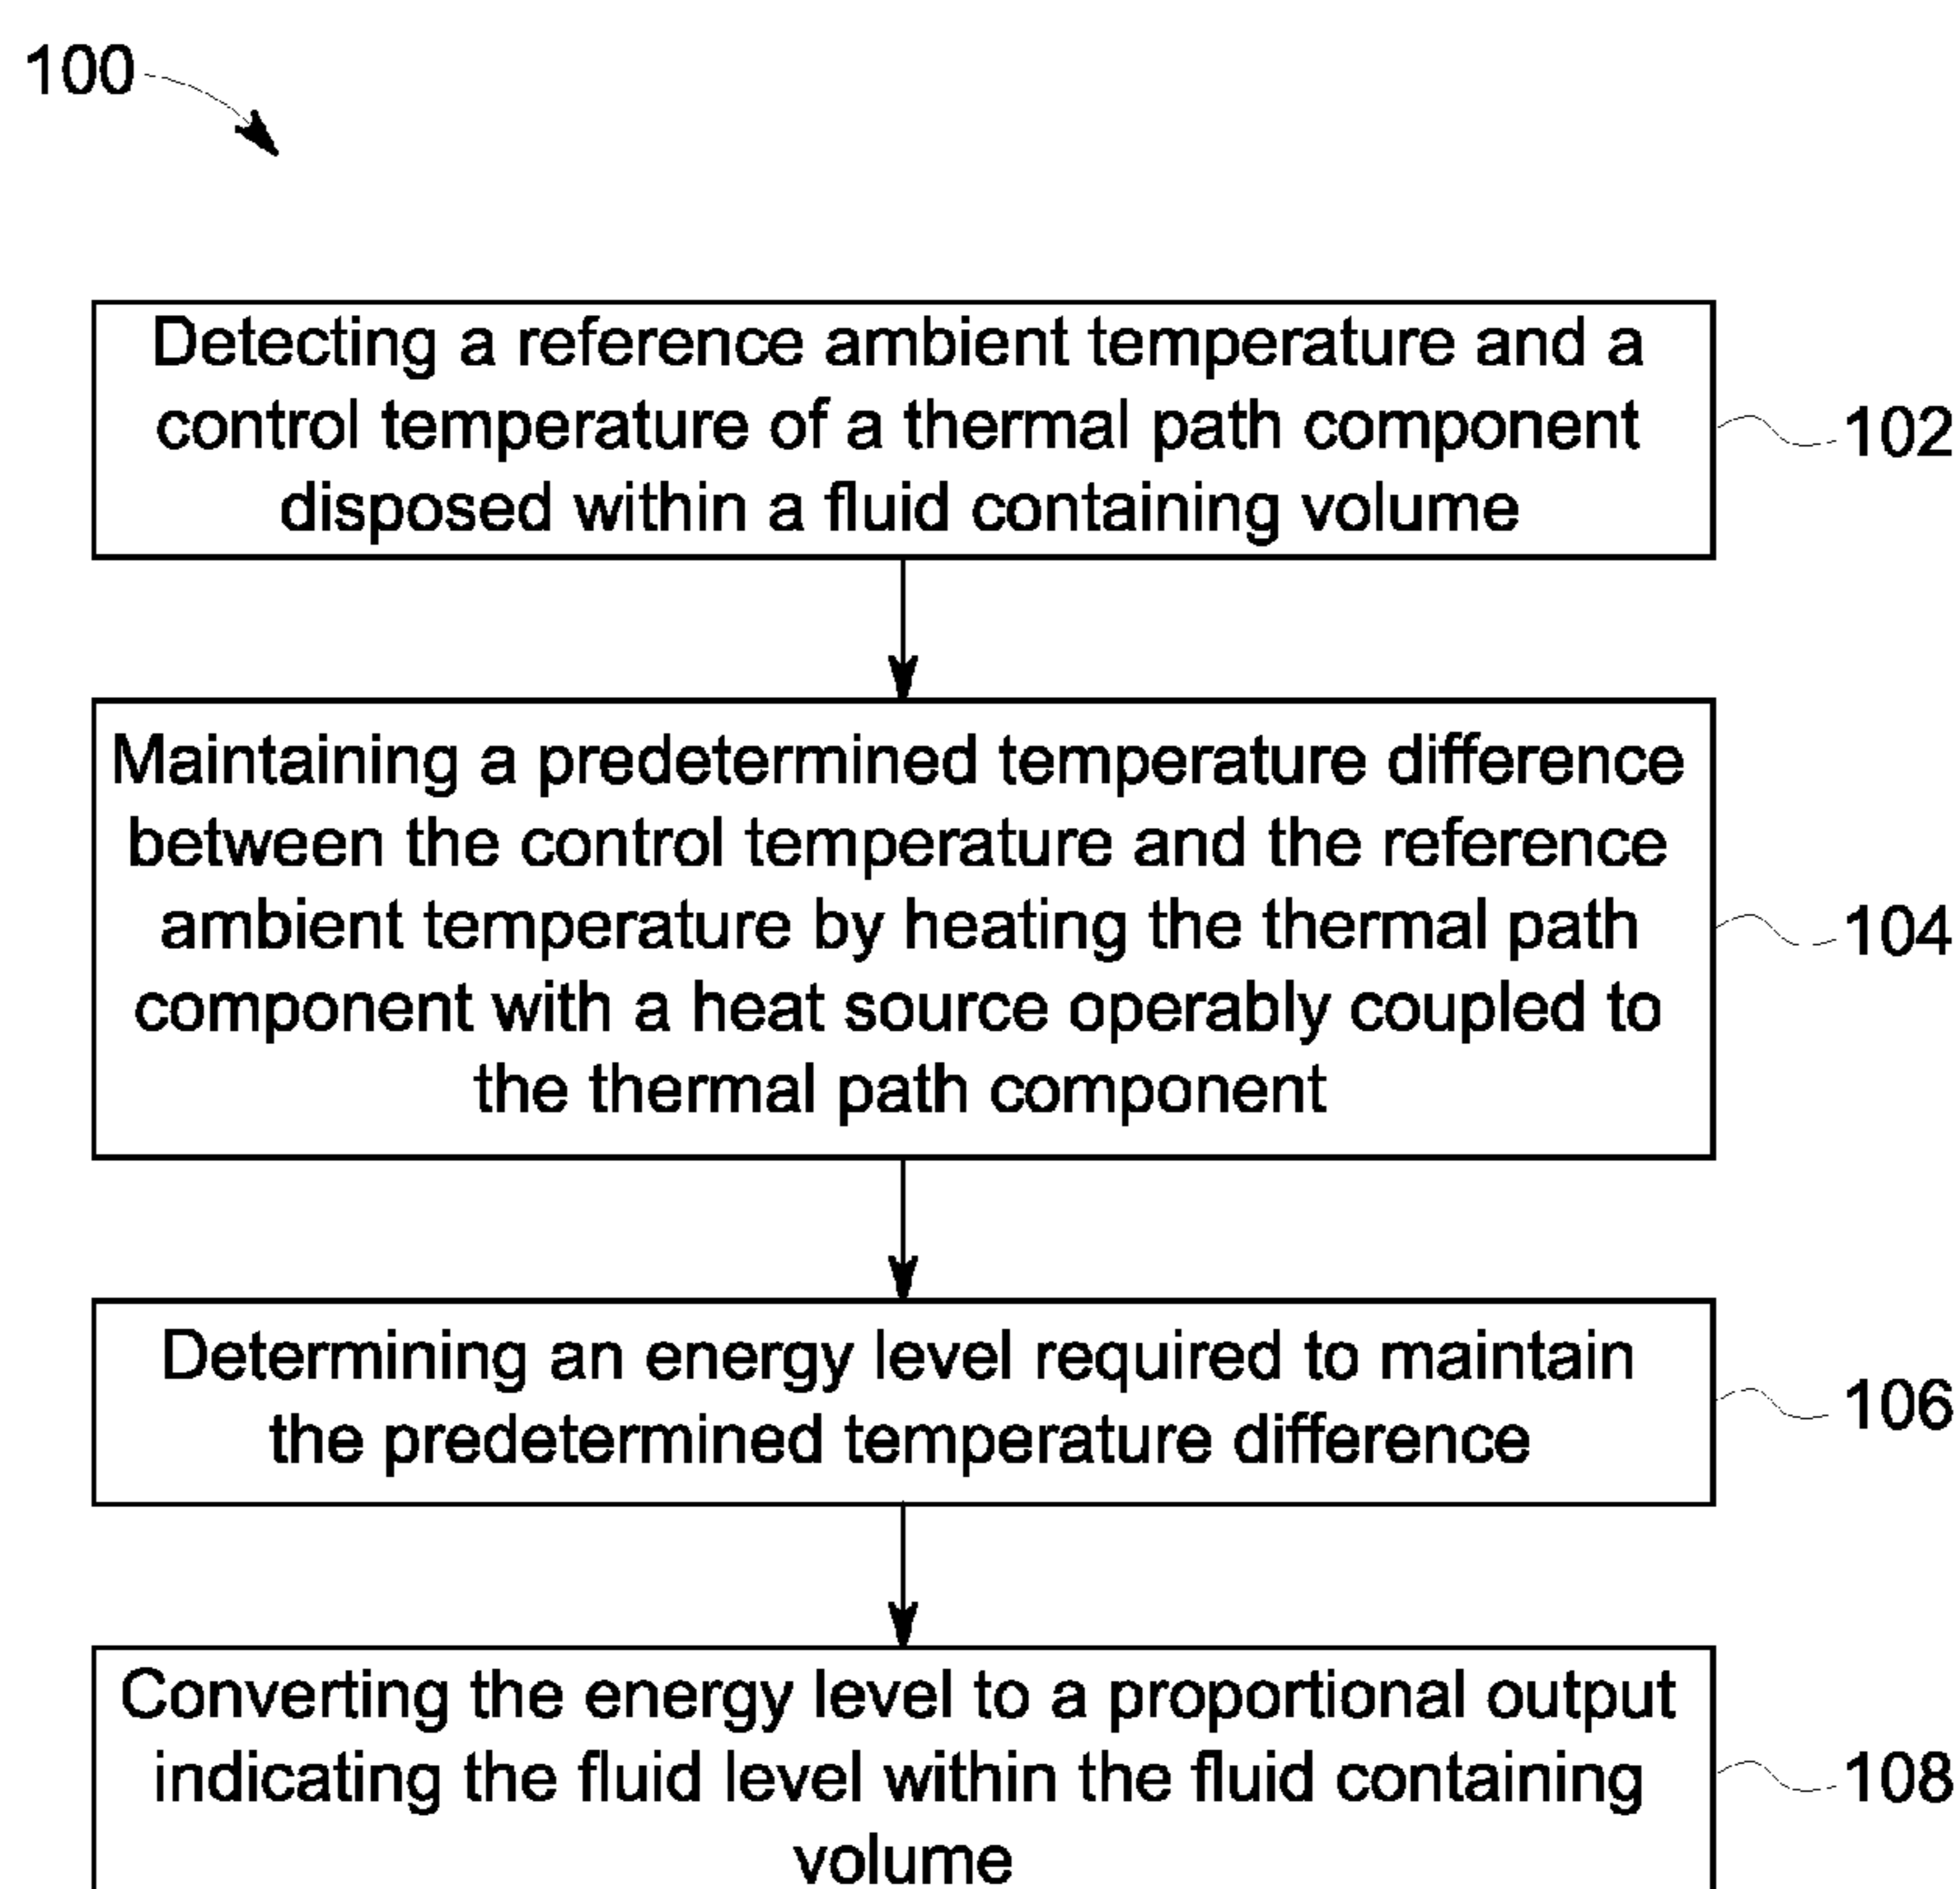 100
Detecting a reference ambient temperature and a
control temperature of a thermal path component
disposed within a fluid containing volume
102
Maintaining a predetermined temperature difference
between the control temperature and the reference
ambient temperature by heating the thermal path
component with a heat source operably coupled to
the thermal path component
104
Determining an energy level required to maintain
the predetermined temperature difference
106
Converting the energy level to a proportional output
indicating the fluid level within the fluid containing
volume
108